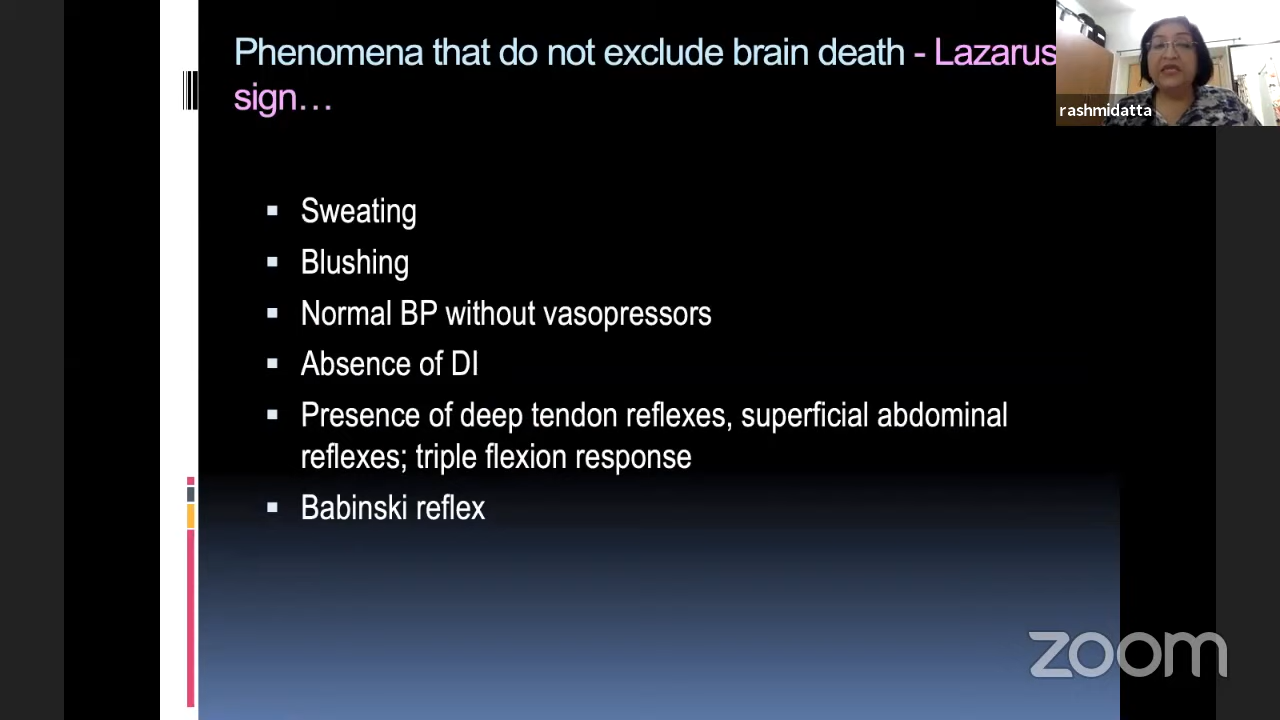 Phenomena that do not exclude brain death - Lazarus
sign…
rashmidatta
Sweating
Blushing
Normal BP without vasopressors
Absence of DI
Presence of deep tendon reflexes, superficial abdominal
reflexes; triple flexion response
Babinski reflex
zoom